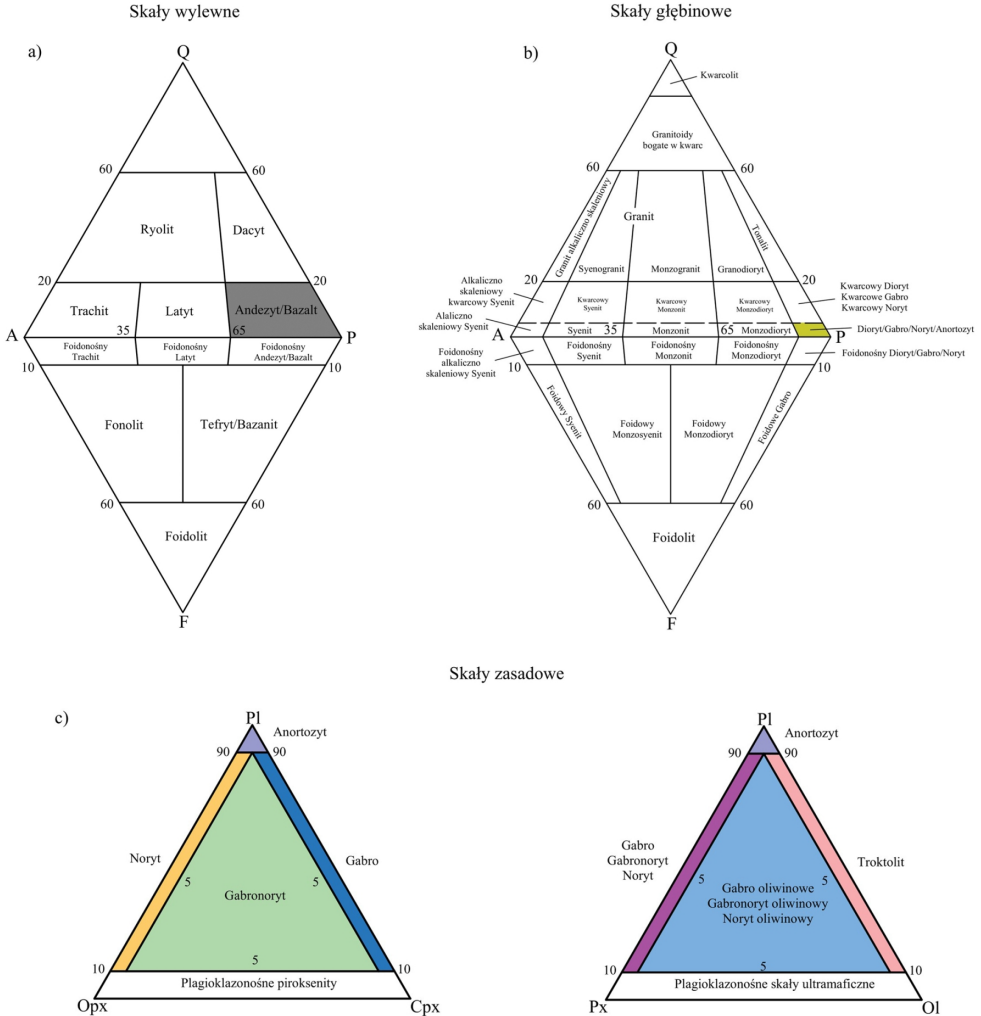 Skały wylewne
Skały głębinowe
a)
Q
60
60
Ryolit
Dacyt
20
20
Trachit
Latyt
Andezyt/Bazalt
35
65
A
P
Foidonośny
Trachit
Foidonośny
Latyt
Foidonośny
Andezyt/Bazalt
10
10
Fonolit
Tefryt/Bazanit
60
60
Foidolit
F
b)
Q
Kwarcolit
Granitoidy
bogate w kwarc
60
60
Granit alkaliczno skaleniowy
Granit
Tonalit
Syenogranit
Monzogranit
Granodioryt
20
20
Alkaliczno
skaleniowy
kwarcowy Syenit
Kwarcowy
Syenit
Kwarcowy
Monzonit
Kwarcowy
Monzodioryt
Kwarcowy Dioryt
Kwarcowe Gabro
Kwarcowy Noryt
Alaliczno
skaleniowy Syenit
Syenit
35
Monzonit
65
Monzodioryt
Dioryt/Gabro/Noryt/Anortozyt
A
P
Foidonośny
alkaliczno
skaleniowy Syenit
Foidonośny
Syenit
Foidonośny
Monzonit
Foidonośny
Monzodioryt
Foidonośny Dioryt/Gabro/Noryt
10
10
Foidowy Syenit
Foidowy
Monzosyenit
Foidowy
Monzodioryt
Foidowe Gabro
60
60
Foidolit
F
Skały zasadowe
c)
Pl
Anortozyt
90
90
Noryt
Gabro
5
5
Gabronoryt
5
10
10
Plagioklazonośne piroksenity
Opx
Cpx
Pl
Anortozyt
90
90
Gabro
Gabronoryt
Noryt
Troktolit
5
5
Gabro oliwinowe
Gabronoryt oliwinowy
Noryt oliwinowy
5
10
10
Plagioklazonośne skały ultramaficzne
Px
Ol